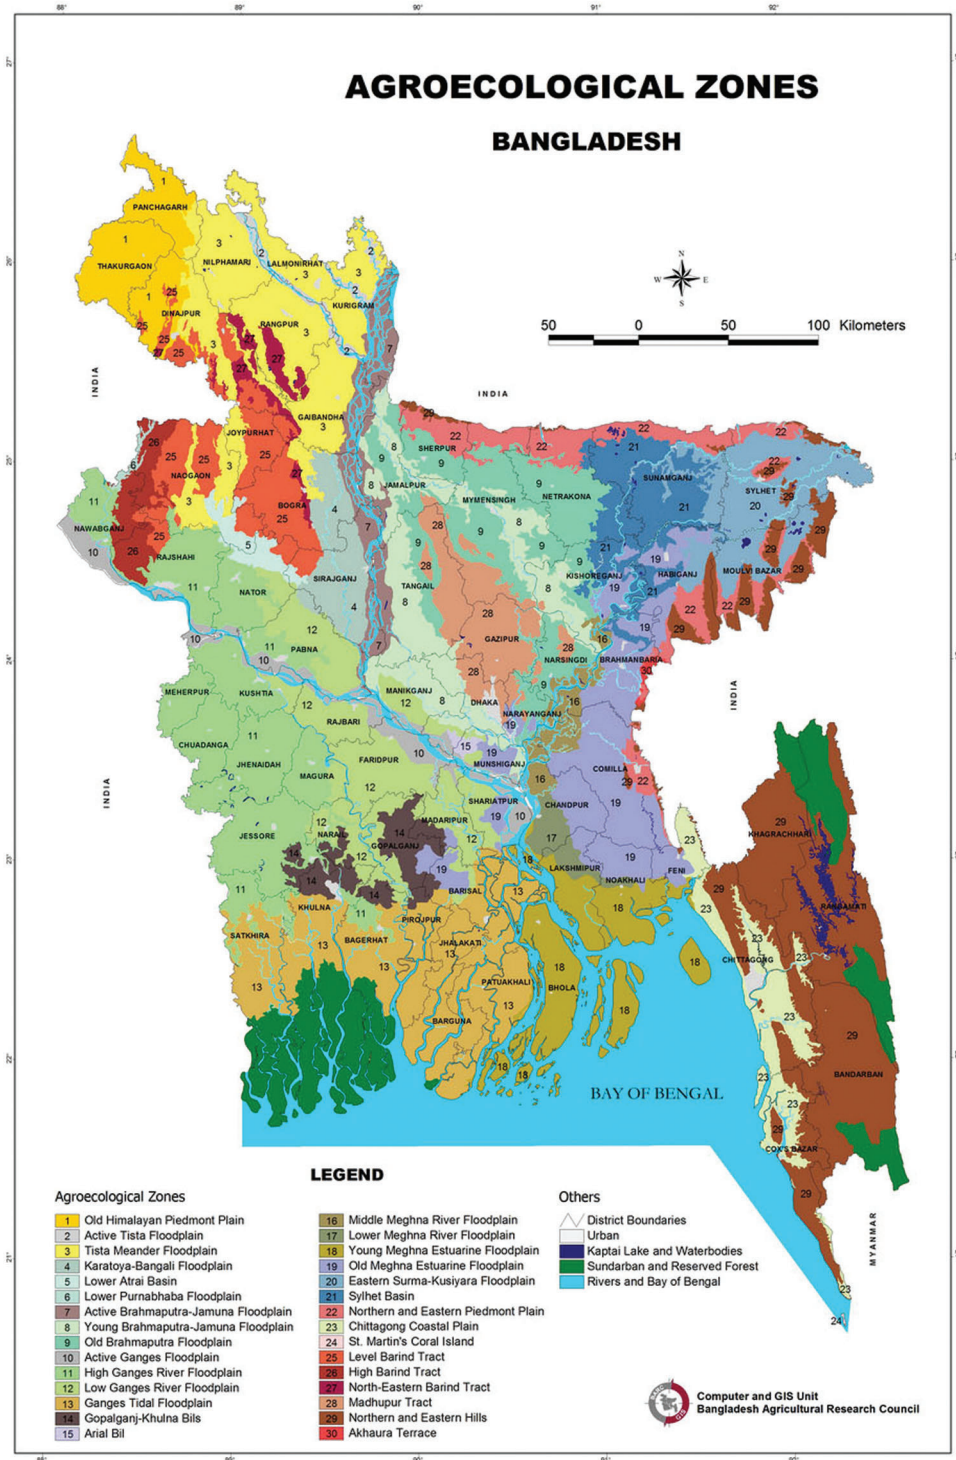 88° 89° 90° 91° 92°
AGROECOLOGICAL ZONES
BANGLADESH
N
W E
S
50 0 50 100 Kilometers
INDIA
INDIA
INDIA
INDIA
MYANMAR
PANCHAGARH
THAKURGAON
NILPHAMARI
LALMONIRHAT
DINAJPUR
RANGPUR
KURIGRAM
GAIBANDHA
JOYPURHAT
NAOGAON
BOGRA
NAWABGANJ
RAJSHAHI
NATOR
SIRAJGANJ
PABNA
SHERPUR
JAMALPUR
MYMENSINGH
NETRAKONA
SUNAMGANJ
SYLHET
MOULVI BAZAR
HABIGANJ
KISHOREGANJ
TANGAIL
GAZIPUR
NARSINGDI
BRAHMANBARIA
MANIKGANJ
DHAKA
NARAYANGANJ
MUNSHIGANJ
COMILLA
CHANDPUR
MEHERPUR
KUSHTIA
CHUADANGA
JHENAIDAH
MAGURA
RAJBARI
FARIDPUR
SHARIATPUR
MADARIPUR
GOPALGANJ
JESSORE
NARAIL
KHULNA
SATKHIRA
BAGERHAT
PIROJPUR
BARISAL
JHALAKATI
PATUAKHALI
BARGUNA
BHOLA
LAKSHMIPUR
NOAKHALI
FENI
KHAGRACHHARI
RANGAMATI
CHITTAGONG
BANDARBAN
COX'S BAZAR
BAY OF BENGAL
LEGEND
Agroecological Zones
1 Old Himalayan Piedmont Plain
2 Active Tista Floodplain
3 Tista Meander Floodplain
4 Karatoya-Bangali Floodplain
5 Lower Atrai Basin
6 Lower Purnabhaba Floodplain
7 Active Brahmaputra-Jamuna Floodplain
8 Young Brahmaputra-Jamuna Floodplain
9 Old Brahmaputra Floodplain
10 Active Ganges Floodplain
11 High Ganges River Floodplain
12 Low Ganges River Floodplain
13 Ganges Tidal Floodplain
14 Gopalganj-Khulna Bils
15 Arial Bil
16 Middle Meghna River Floodplain
17 Lower Meghna River Floodplain
18 Young Meghna Estuarine Floodplain
19 Old Meghna Estuarine Floodplain
20 Eastern Surma-Kusiyara Floodplain
21 Sylhet Basin
22 Northern and Eastern Piedmont Plain
23 Chittagong Coastal Plain
24 St. Martin's Coral Island
25 Level Barind Tract
26 High Barind Tract
27 North-Eastern Barind Tract
28 Madhupur Tract
29 Northern and Eastern Hills
30 Akhaura Terrace
Others
District Boundaries
Urban
Kaptai Lake and Waterbodies
Sundarban and Reserved Forest
Rivers and Bay of Bengal
Computer and GIS Unit
Bangladesh Agricultural Research Council